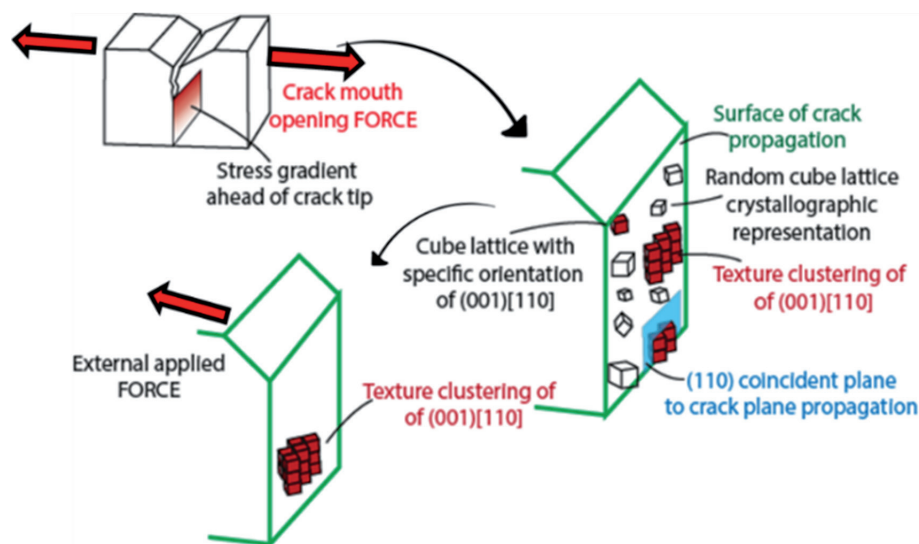 Crack mouth
opening FORCE
Stress gradient
ahead of crack tip
Surface of crack
propagation
Random cube lattice
crystallographic
representation
Cube lattice with
specific orientation
of (001)[110]
Texture clustering of
of (001)[110]
(110) coincident plane
to crack plane propagation
External applied
FORCE
Texture clustering of
of (001)[110]